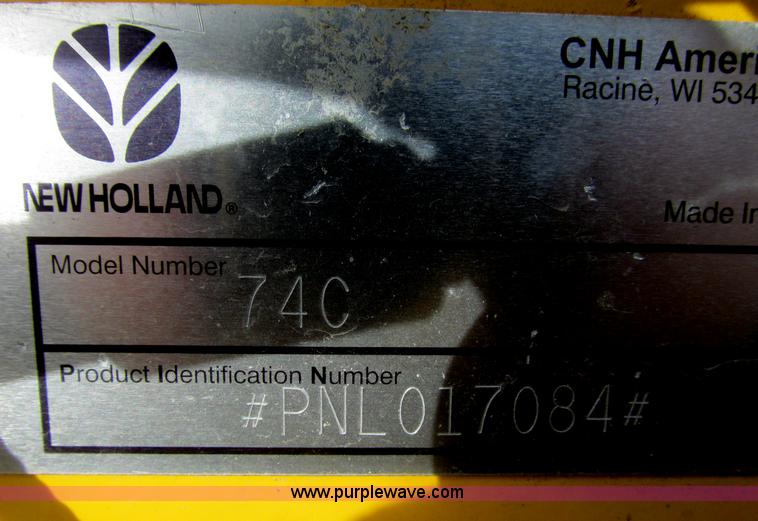 CNH Ameri
Racine, WI 534
NEW HOLLAND®
Made In
Model Number
74C
Product Identification Number
#PNL017084#
www.purplewave.com